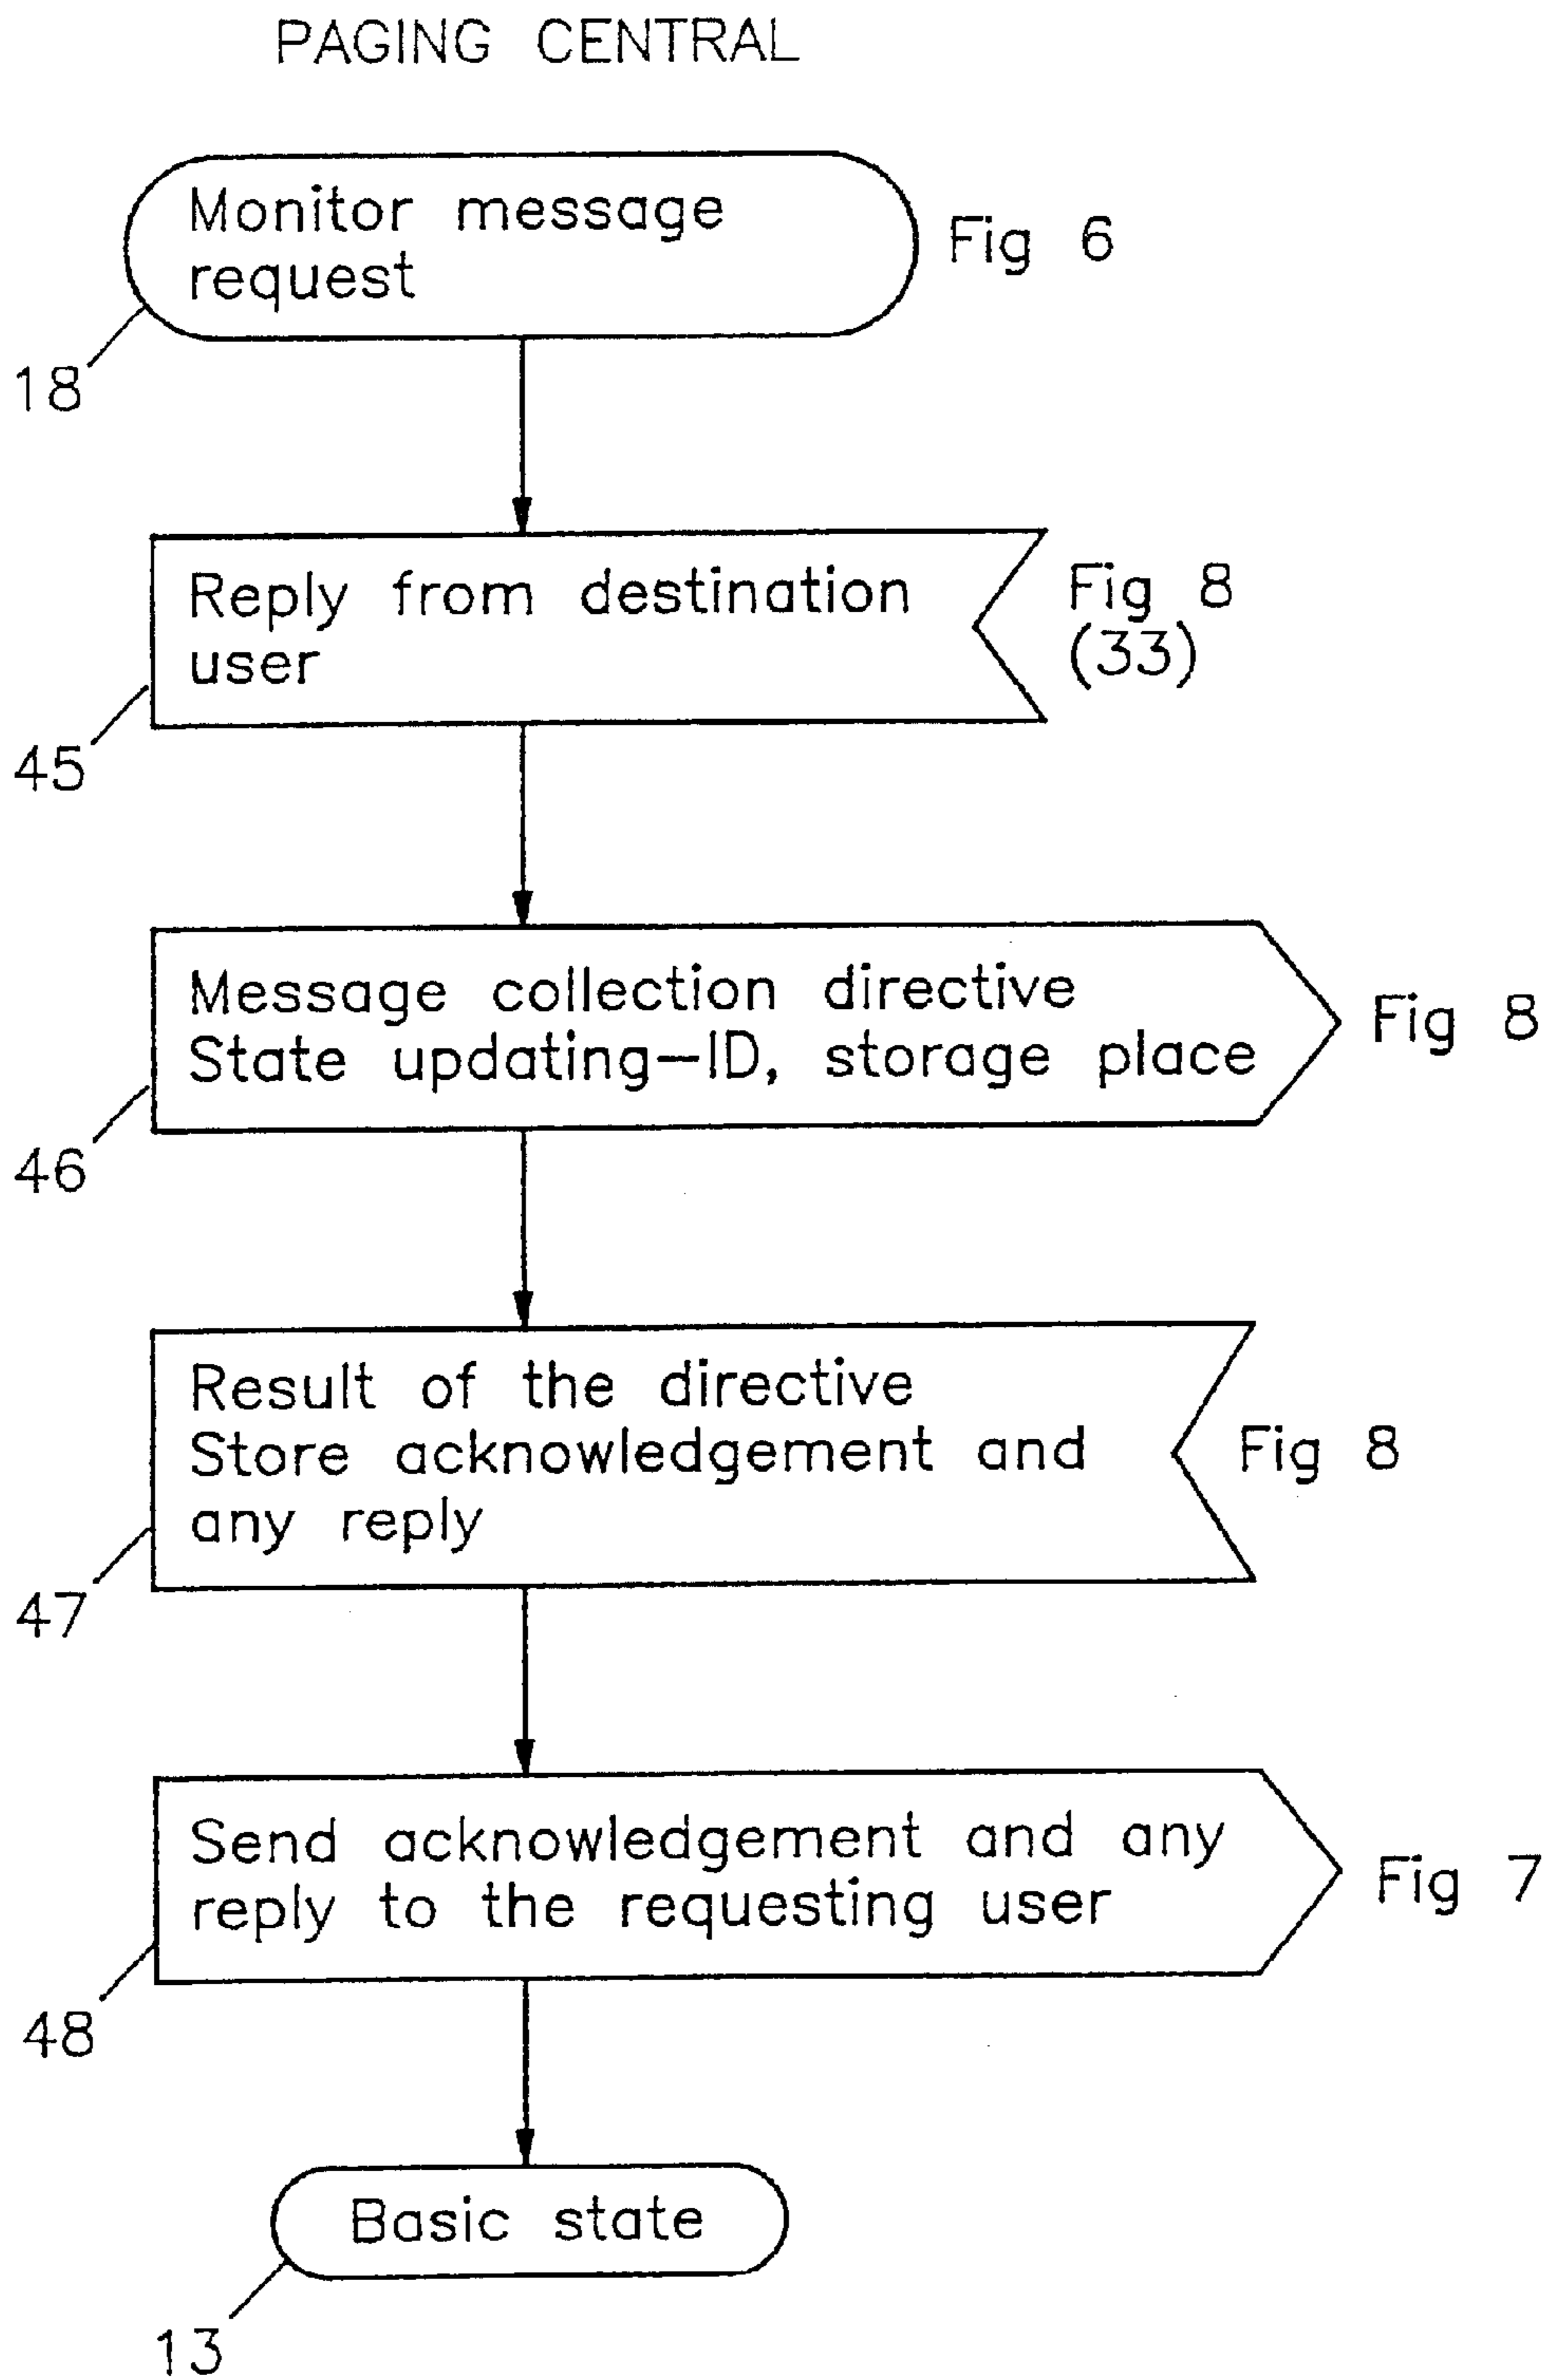 PAGING CENTRAL
Monitor message
request
Fig 6
18
Reply from destination
user
Fig 8
(33)
45
Message collection directive
State updating-ID, storage place
Fig 8
46
Result of the directive
Store acknowledgement and
any reply
Fig 8
47
Send acknowledgement and any
reply to the requesting user
Fig 7
48
Basic state
13